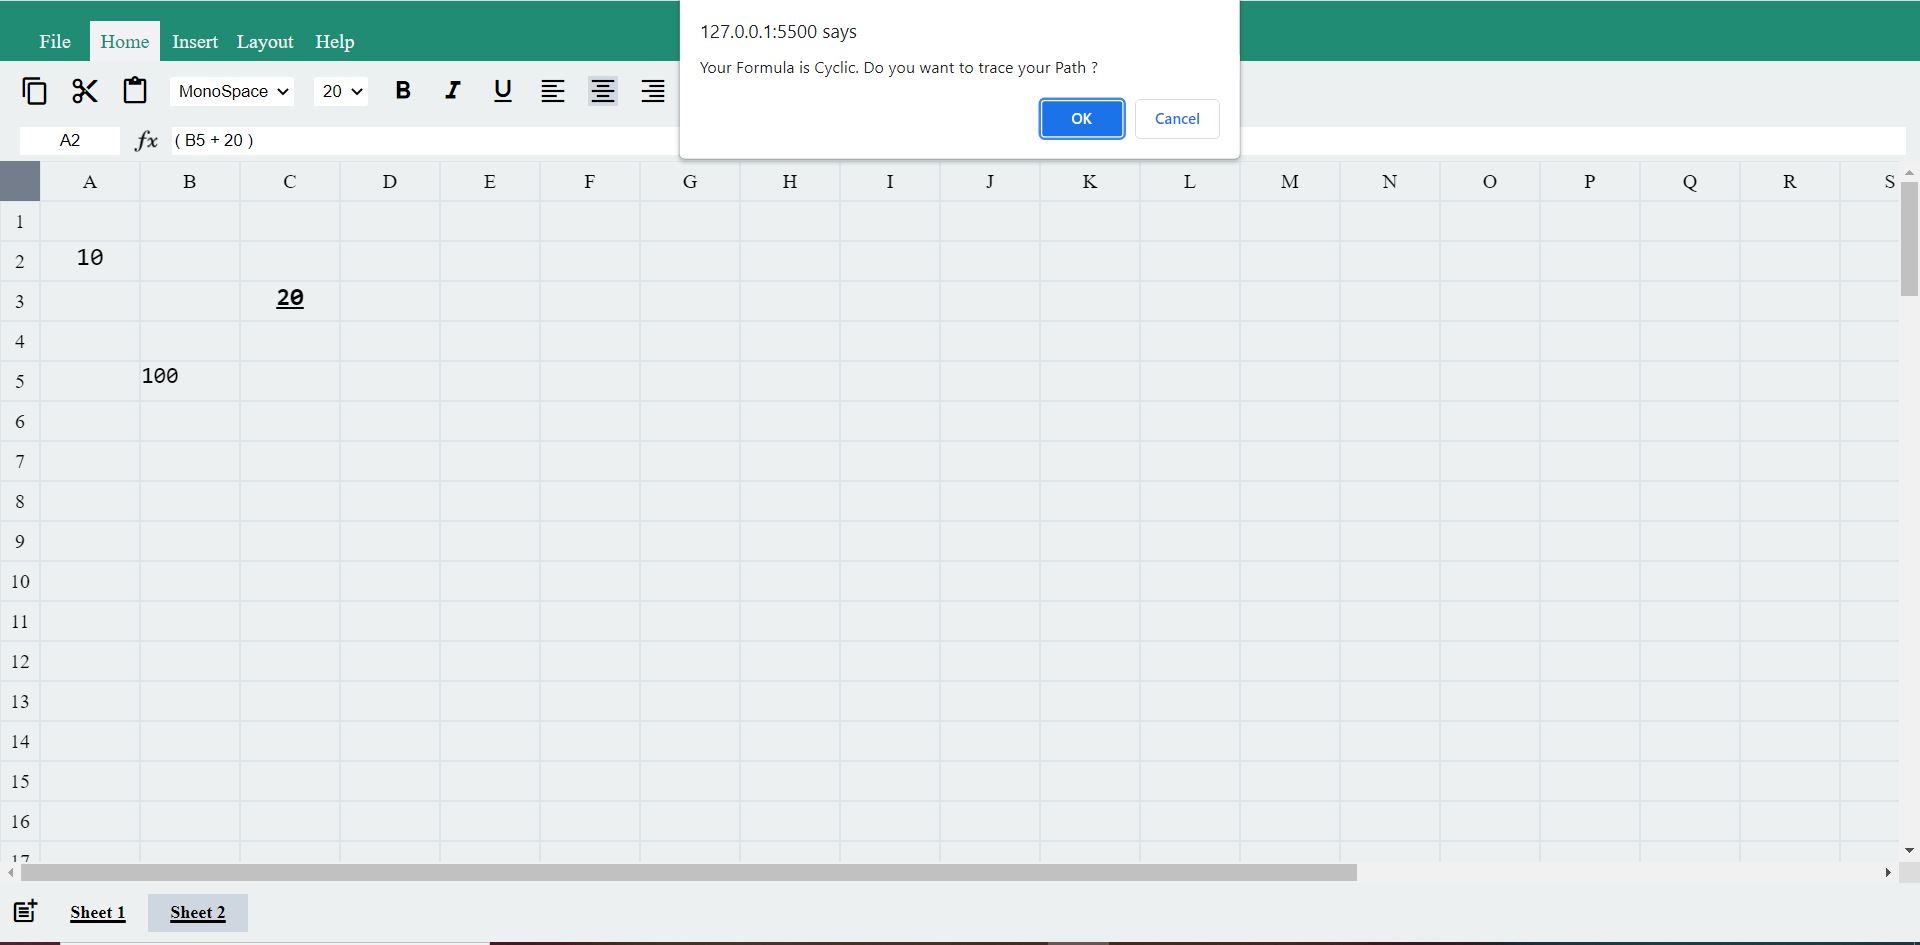 127.0.0.1:5500 says
Your Formula is Cyclic. Do you want to trace your Path ?
OK Cancel
File Home Insert Layout Help
MonoSpace 20 B I U
A2 fx ( B5 + 20 )
A B C D E F G H I J K L M N O P Q R S
1
2 10
3 20
4
5 100
6
7
8
9
10
11
12
13
14
15
16
17
Sheet 1 Sheet 2